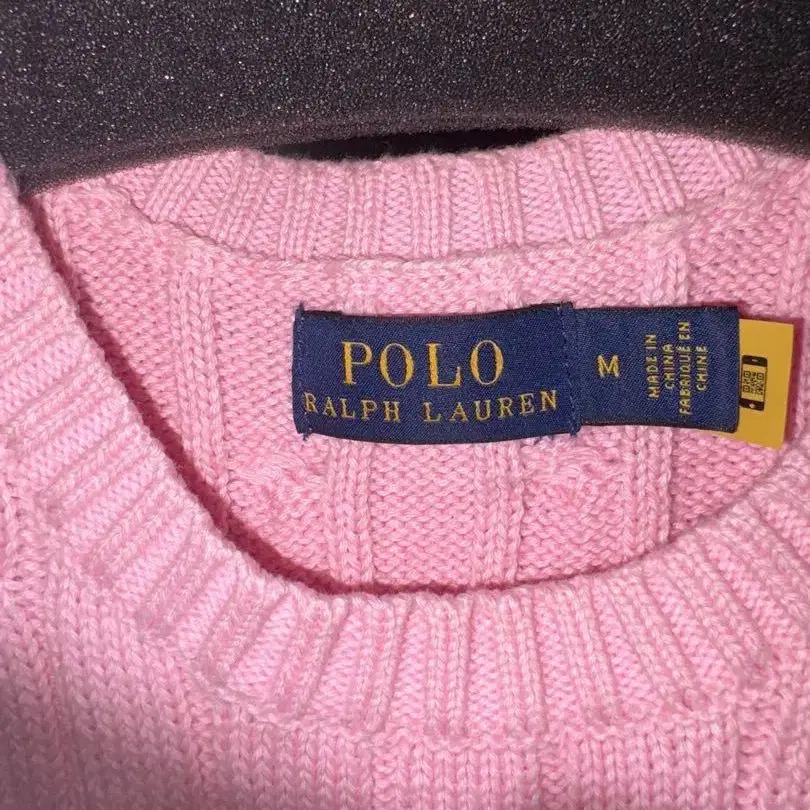 POLO
RALPH LAUREN
M
MADE IN
CHINA
FABRIQUÉ EN
CHINE